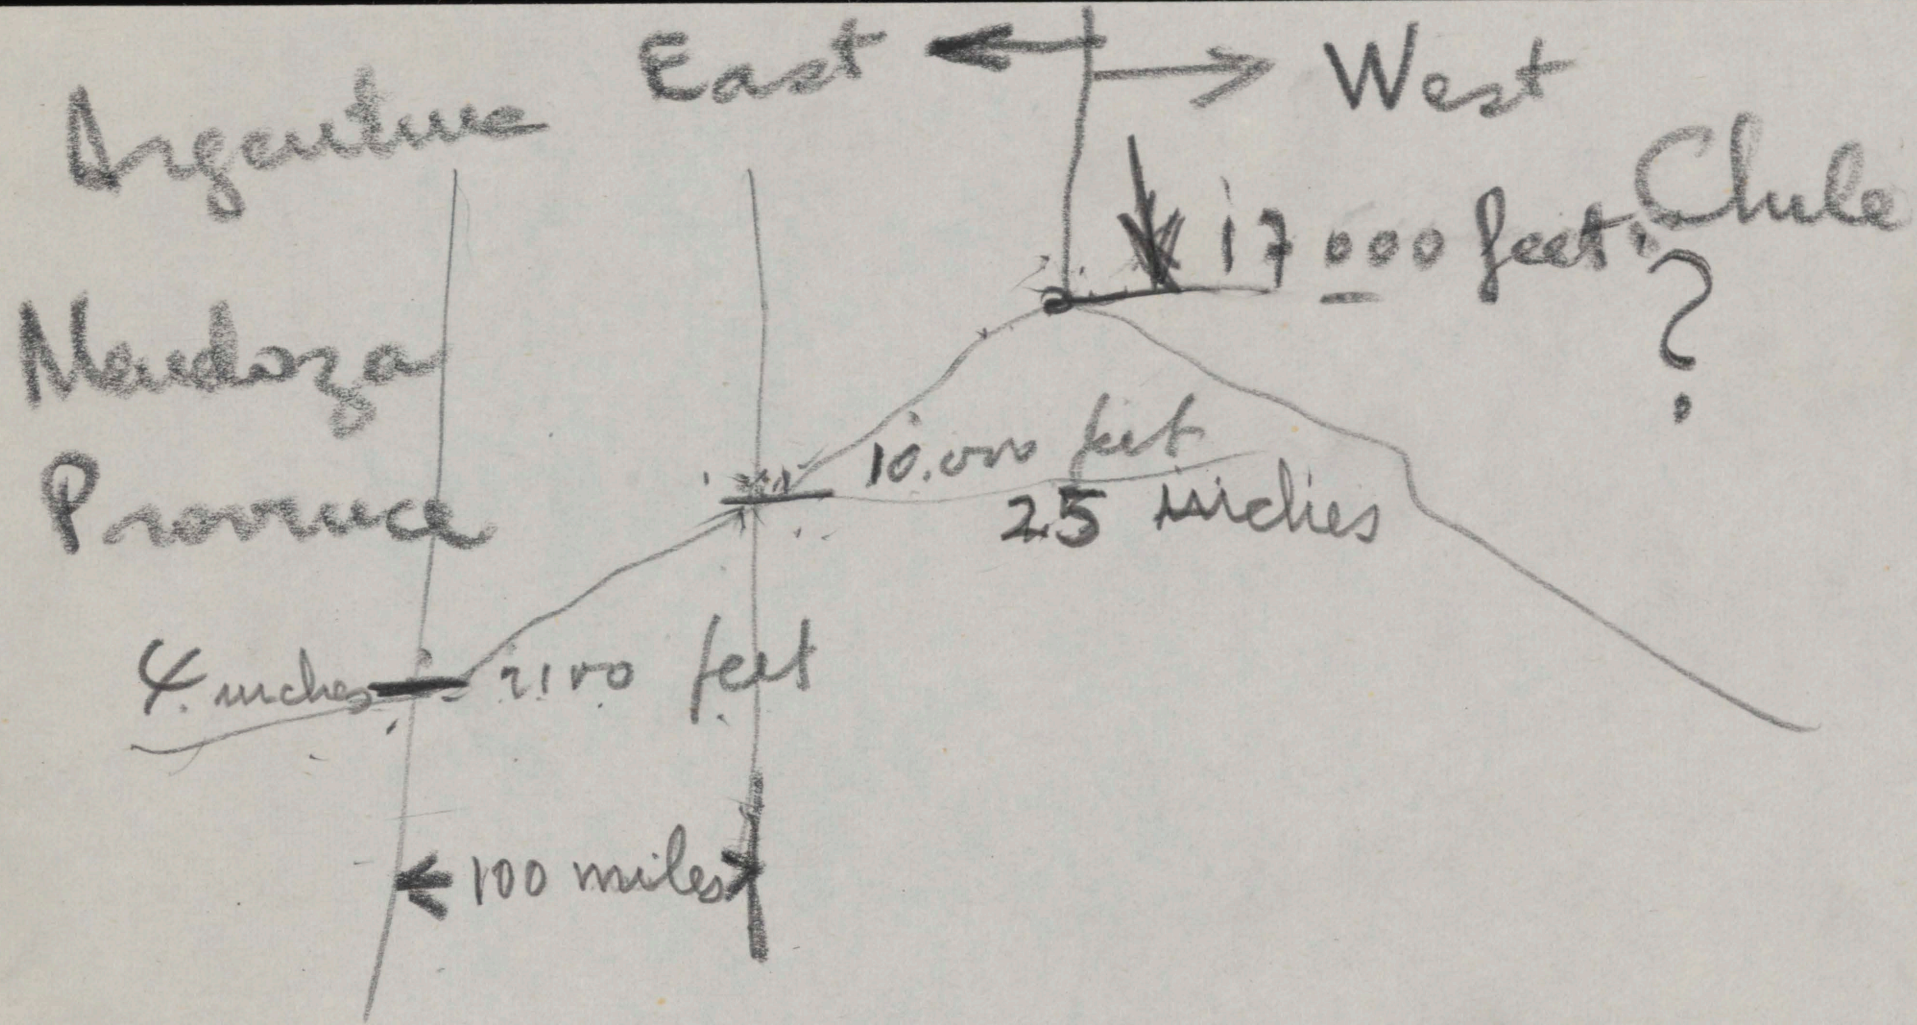 East ← → West
Argentine
Chile
17000 feet.
?
Mendoza
Province
10.000 feet
25 inches
4 inches 2100 feet
100 miles